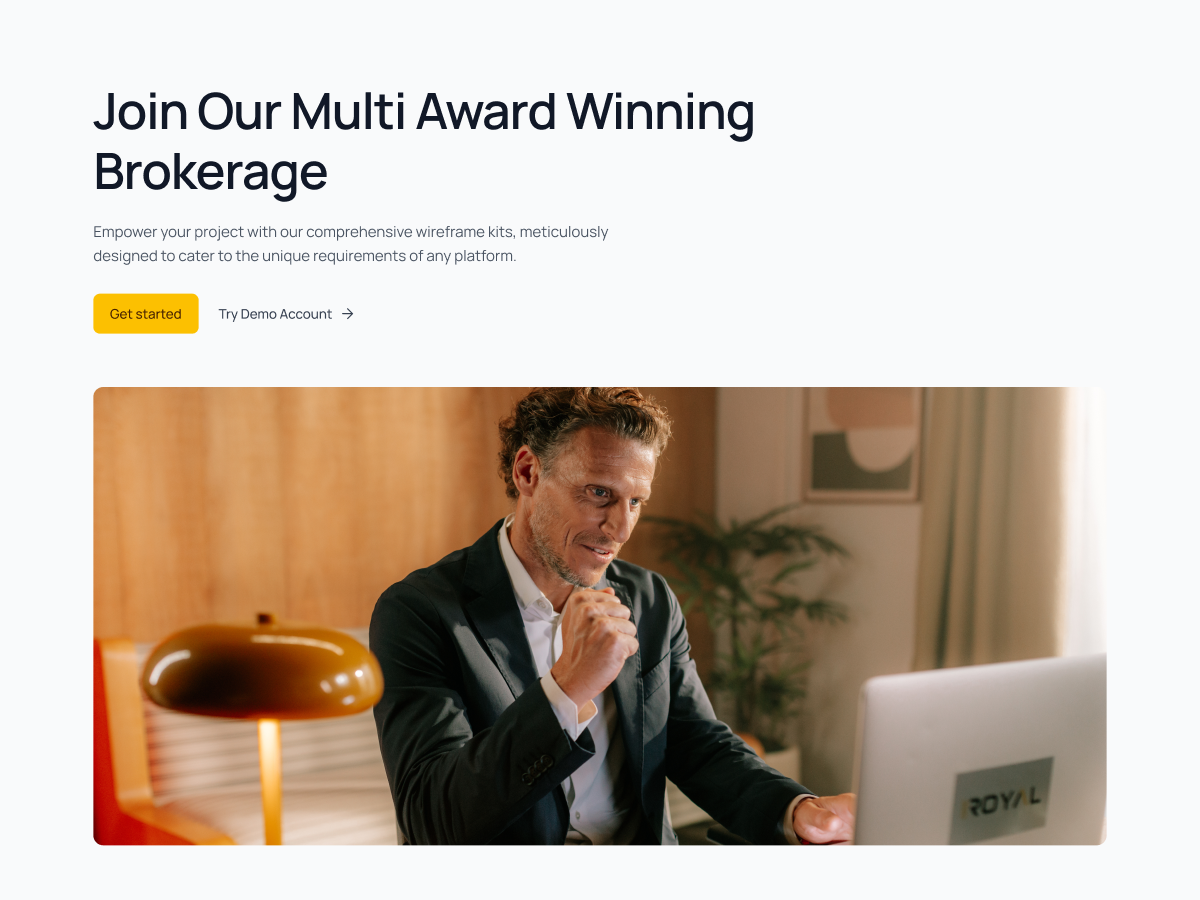 Join Our Multi Award Winning
Brokerage
Empower your project with our comprehensive wireframe kits, meticulously
designed to cater to the unique requirements of any platform.
Get started
Try Demo Account
ROYAL